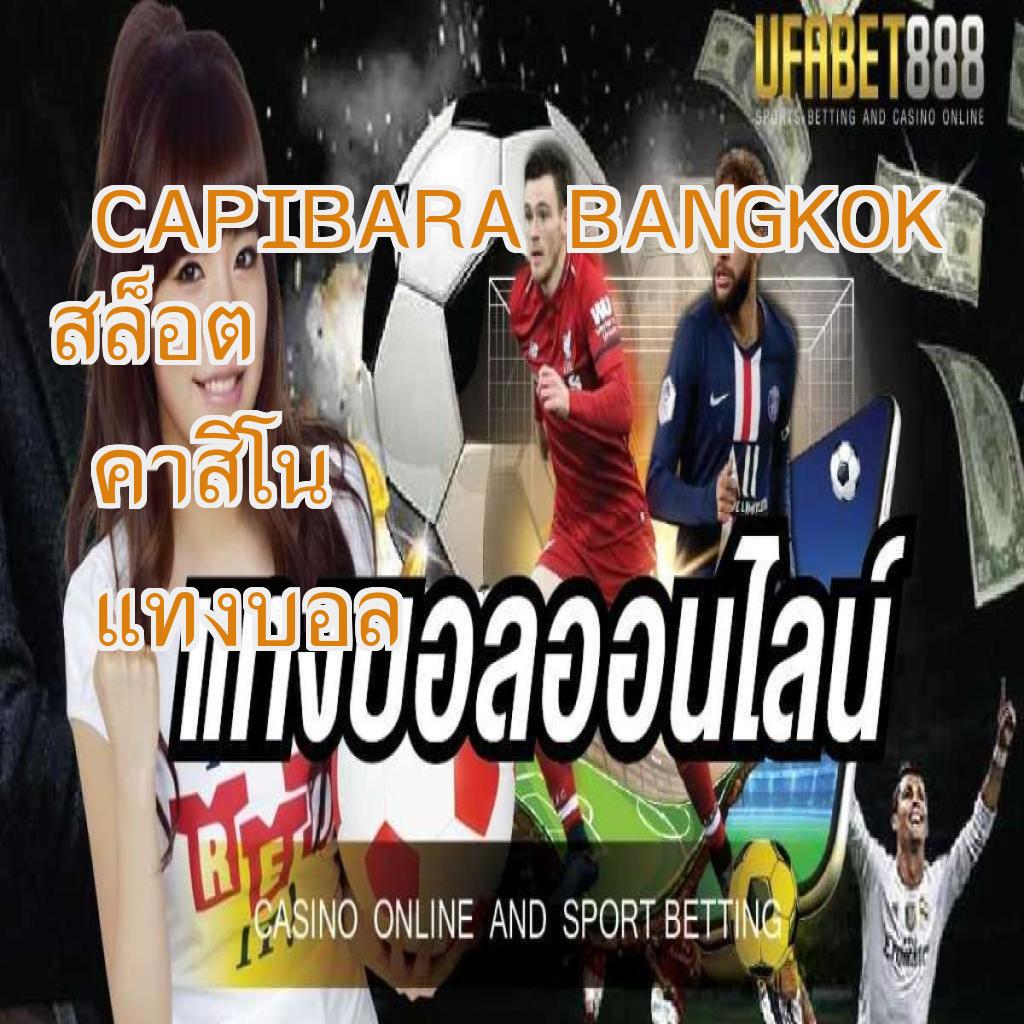 UFABET888
SPORTS BETTING AND CASINO ONLINE
CAPIBARA BANGKOK
สล็อต
คาสิโน
แทงบอล
แทงบอลออนไลน์
CASINO ONLINE AND SPORT BETTING